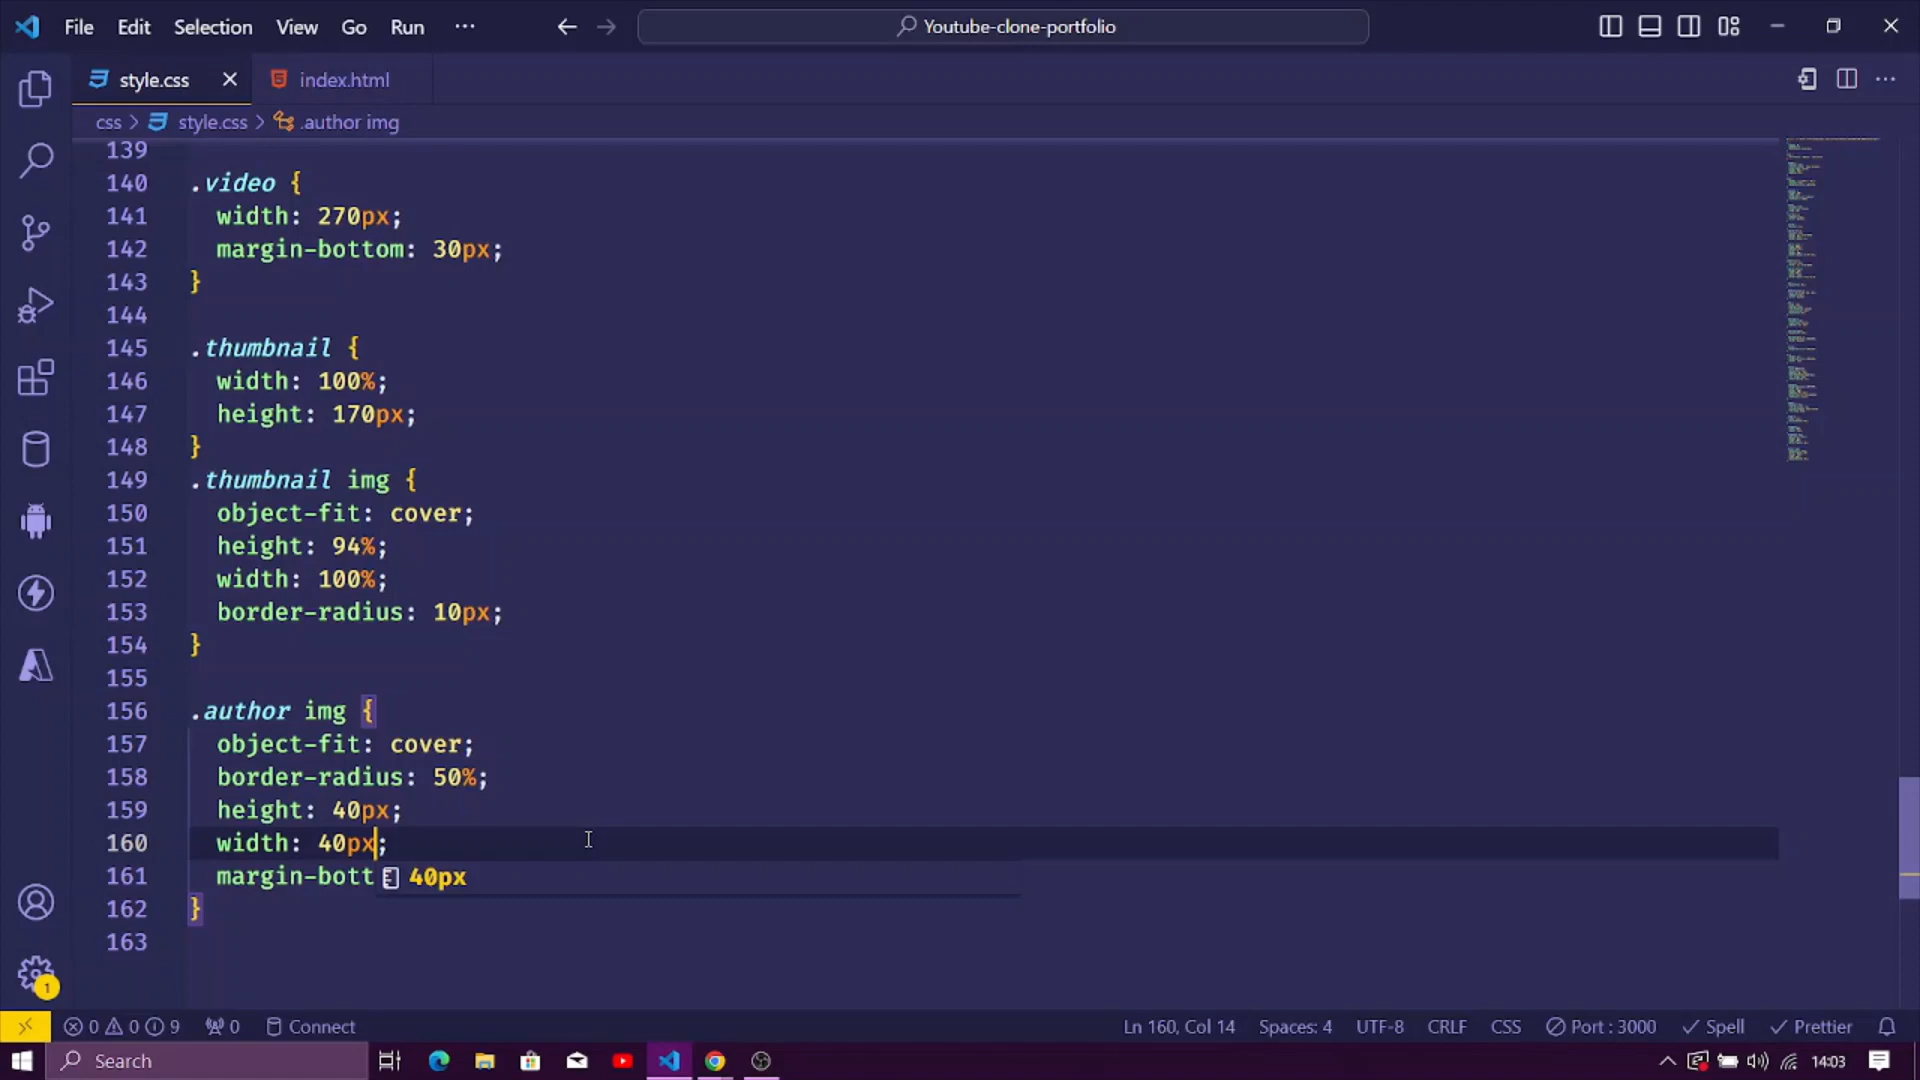 File Edit Selection View Go Run ···
Youtube-clone-portfolio
style.css
index.html
css > style.css > .author img
139
140 .video {
141 width: 270px;
142 margin-bottom: 30px;
143 }
144
145 .thumbnail {
146 width: 100%;
147 height: 170px;
148 }
149 .thumbnail img {
150 object-fit: cover;
151 height: 94%;
152 width: 100%;
153 border-radius: 10px;
154 }
155
156 .author img {
157 object-fit: cover;
158 border-radius: 50%;
159 height: 40px;
160 width: 40px;
161 margin-bott 40px
162 }
163
1
0 0 9 0 Connect Ln 160, Col 14 Spaces: 4 UTF-8 CRLF CSS Port : 3000 Spell Prettier
Search 14:03